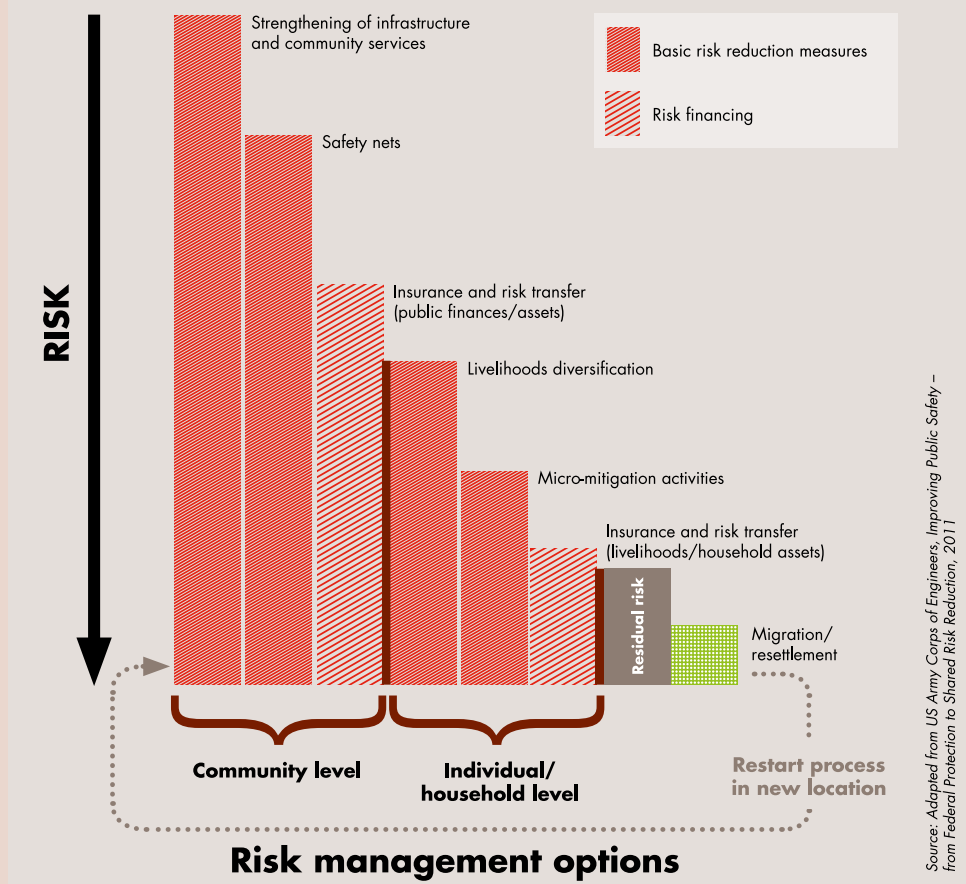 Strengthening of infrastructure
and community services
Basic risk reduction measures
Risk financing
Safety nets
RISK
Insurance and risk transfer
(public finances/assets)
Livelihoods diversification
Micro-mitigation activities
Insurance and risk transfer
(livelihoods/household assets)
Residual risk
Migration/
resettlement
Community level
Individual/
household level
Restart process
in new location
Risk management options
Source: Adapted from US Army Corps of Engineers, Improving Public Safety –
from Federal Protection to Shared Risk Reduction, 2011